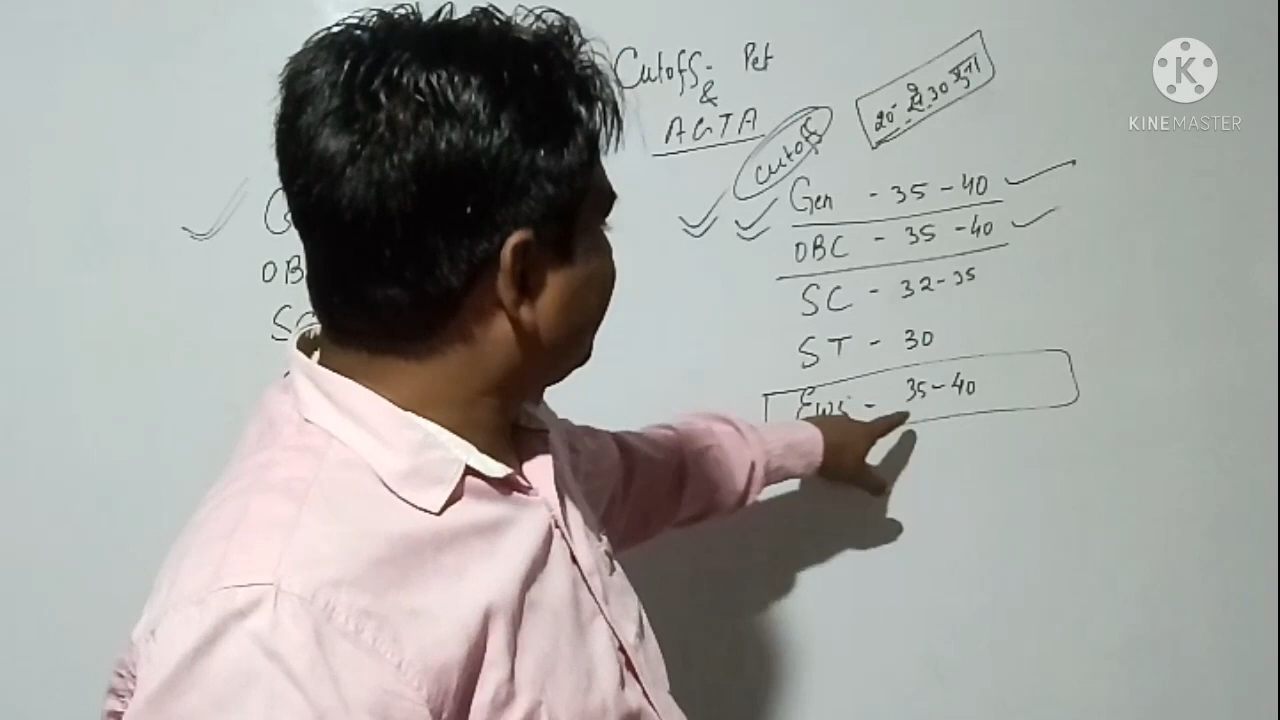 Cutoffs - Pet
&
AGTA
cutoff
20 से 30 गुना
Gen - 35 - 40
OBC - 35 - 40
SC - 32 - 35
ST - 30
EWS - 35 - 40
OB
SC
K
KINEMASTER